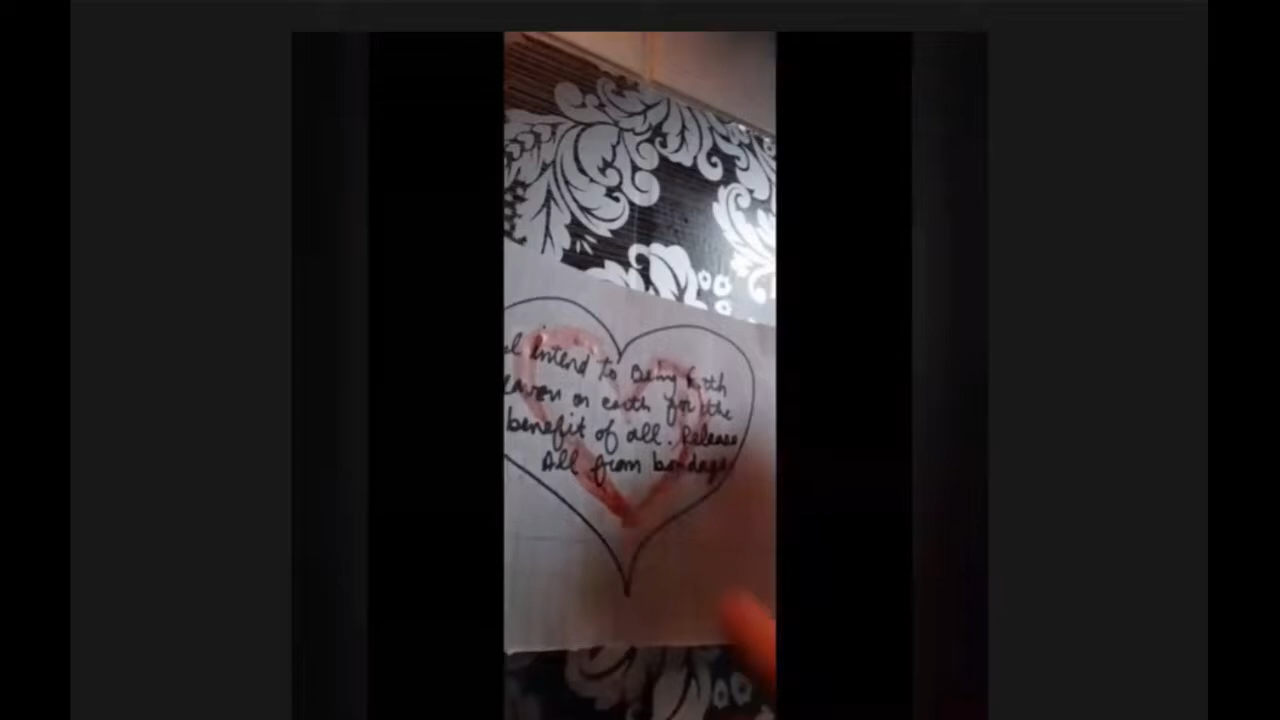 I intend to Bring forth
eaven on earth for the
benefit of all. Release
All from bondage